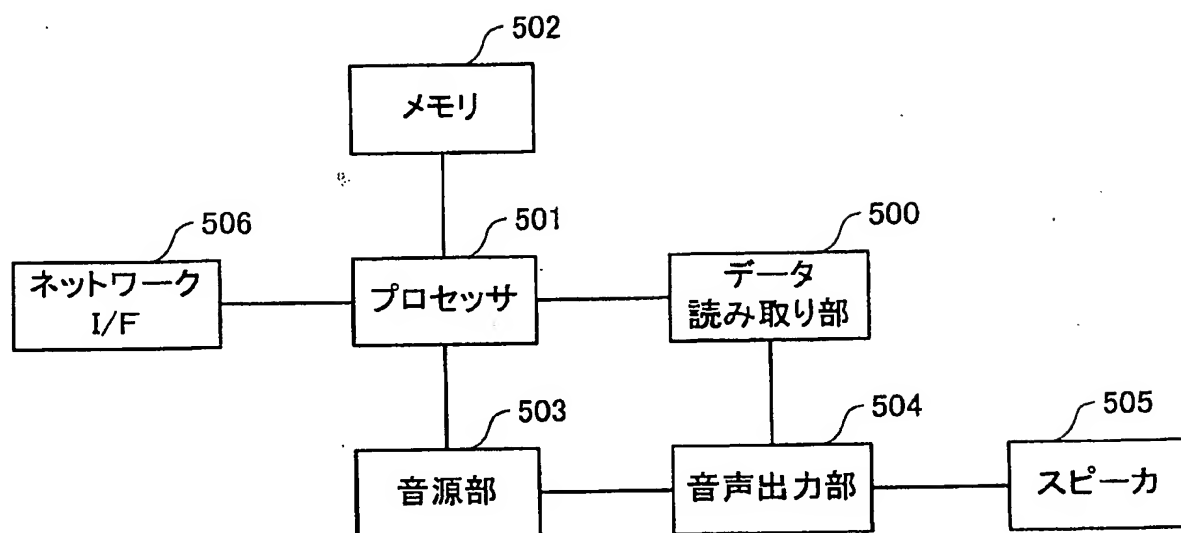 502
メモリ
506
501
500
ネットワーク
I/F
プロセッサ
データ
読み取り部
503
504
505
音源部
音声出力部
スピーカ